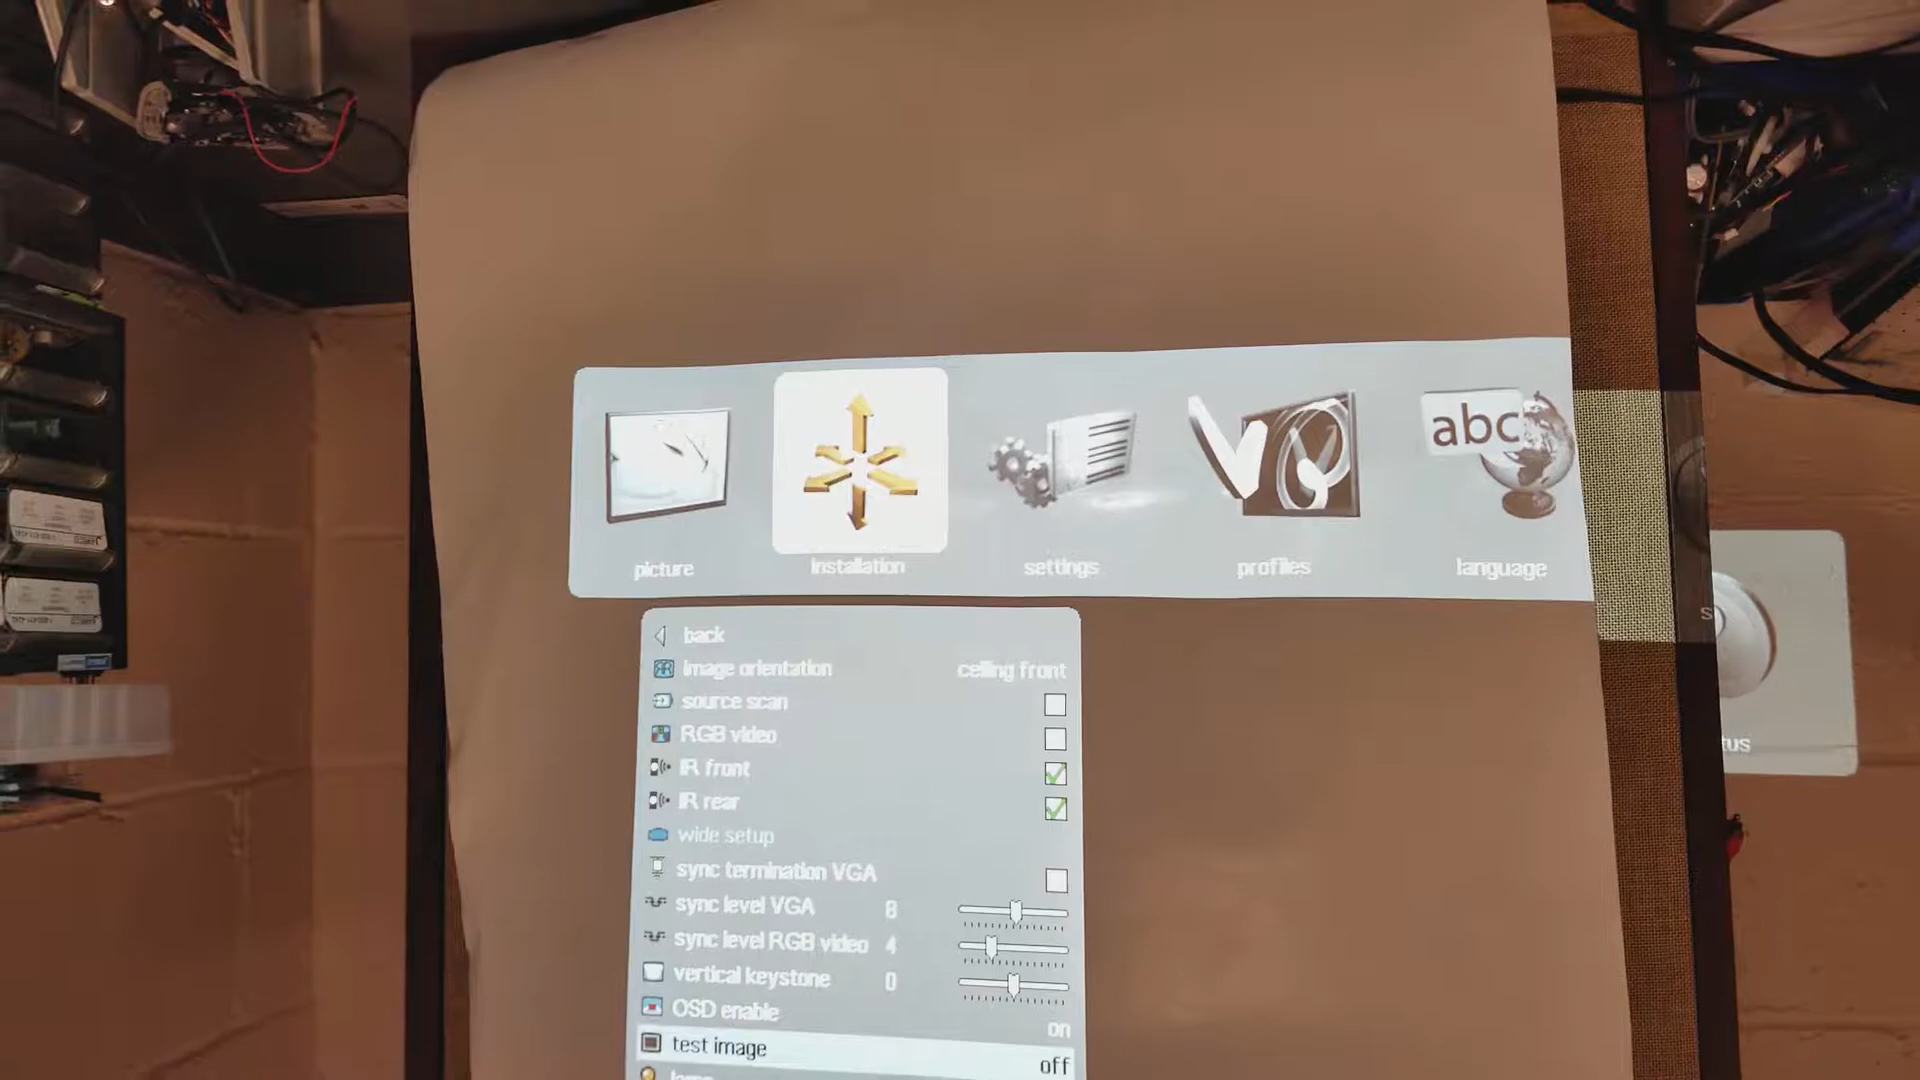 abc
picture
installation
settings
profiles
language
back
image orientation ceiling front
source scan
RGB video
IR front
IR rear
wide setup
sync termination VGA
sync level VGA 8
sync level RGB video 4
vertical keystone 0
OSD enable on
test image off
tus